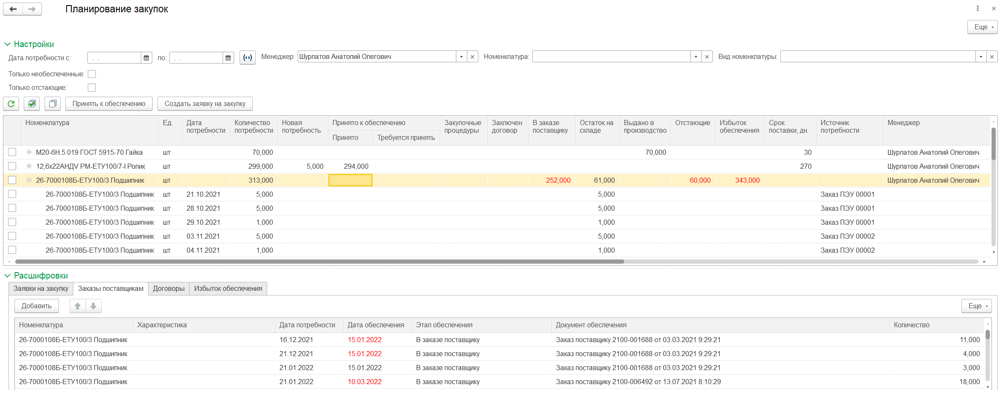 Планирование закупок
Еще
Настройки
Дата потребности с: . . по: . . Менеджер: Шурпатов Анатолий Олегович Номенклатура: Вид номенклатуры:
Только необеспеченные:
Только отстающие:
Принять к обеспечению Создать заявку на закупку
Номенклатура Ед. Дата потребности Количество потребности Новая потребность Принято к обеспечению Закупочные процедуры Заключен договор В заказе поставщику Остаток на складе Выдано в производство Отстающие Избыток обеспечения Срок поставки, дн. Источник потребности Менеджер
Принято Требуется принять
М20-6Н.5.019 ГОСТ 5915-70 Гайка шт 70,000 70,000 30 Шурпатов Анатолий Олегович
12,6х22АНДV РМ-ЕТУ100/7-I Ролик шт 299,000 5,000 294,000 270 Шурпатов Анатолий Олегович
26-7000108Б-ЕТУ100/3 Подшипник шт 313,000 252,000 61,000 60,000 343,000 Шурпатов Анатолий Олегович
26-7000108Б-ЕТУ100/3 Подшипник шт 21.10.2021 5,000 5,000 Заказ ПЭУ 00001
26-7000108Б-ЕТУ100/3 Подшипник шт 28.10.2021 5,000 5,000 Заказ ПЭУ 00001
26-7000108Б-ЕТУ100/3 Подшипник шт 29.10.2021 1,000 1,000 Заказ ПЭУ 00001
26-7000108Б-ЕТУ100/3 Подшипник шт 03.11.2021 5,000 5,000 Заказ ПЭУ 00002
26-7000108Б-ЕТУ100/3 Подшипник шт 04.11.2021 1,000 1,000 Заказ ПЭУ 00002
Расшифровки
Заявки на закупку Заказы поставщикам Договоры Избыток обеспечения
Добавить Еще
Номенклатура Характеристика Дата потребности Дата обеспечения Этап обеспечения Документ обеспечения Количество
26-7000108Б-ЕТУ100/3 Подшипник 16.12.2021 15.01.2022 В заказе поставщику Заказ поставщику 2100-001688 от 03.03.2021 9:29:21 11,000
26-7000108Б-ЕТУ100/3 Подшипник 21.12.2021 15.01.2022 В заказе поставщику Заказ поставщику 2100-001688 от 03.03.2021 9:29:21 4,000
26-7000108Б-ЕТУ100/3 Подшипник 21.01.2022 15.01.2022 В заказе поставщику Заказ поставщику 2100-001688 от 03.03.2021 9:29:21 3,000
26-7000108Б-ЕТУ100/3 Подшипник 21.01.2022 10.03.2022 В заказе поставщику Заказ поставщику 2100-006492 от 13.07.2021 8:10:29 18,000